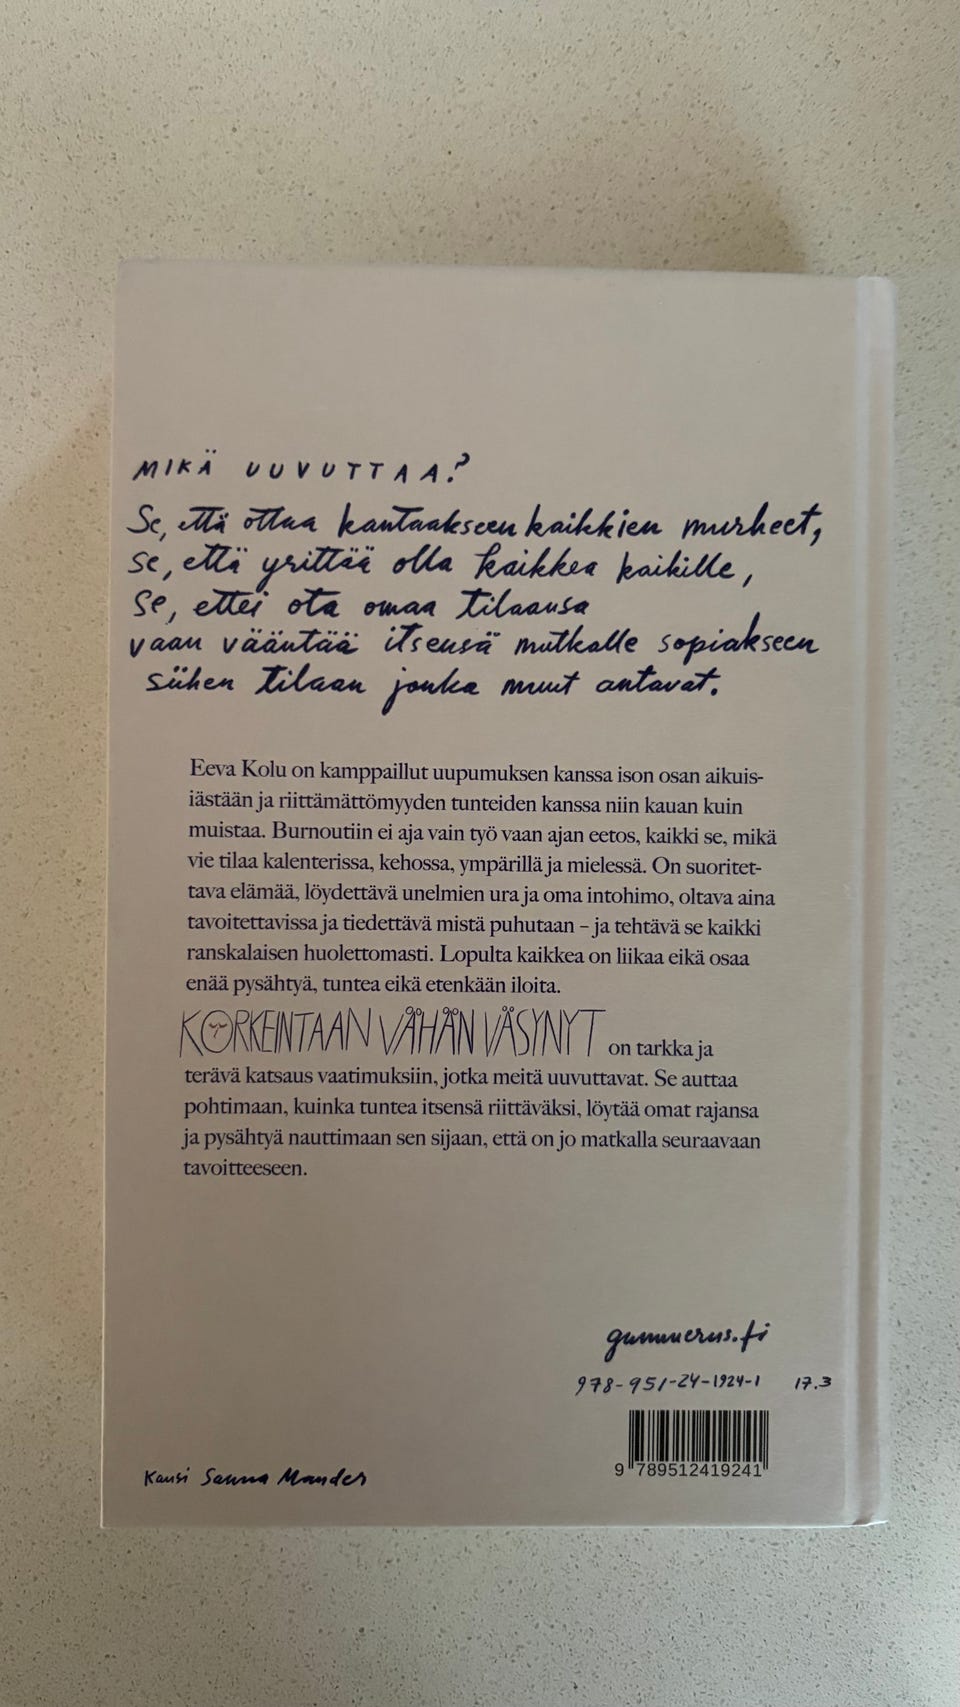 MIKÄ UUVUTTAA?
Se, että ottaa kantaakseen kaikkien murheet,
se, että yrittää olla kaikkea kaikille,
se, ettei ota omaa tilaansa
vaan vääntää itsensä mutkalle sopiakseen
siihen tilaan jonka muut antavat.
Eeva Kolu on kamppaillut uupumuksen kanssa ison osan aikuis-
iästään ja riittämättömyyden tunteiden kanssa niin kauan kuin
muistaa. Burnoutiin ei aja vain työ vaan ajan eetos, kaikki se, mikä
vie tilaa kalenterissa, kehossa, ympärillä ja mielessä. On suoritet-
tava elämää, löydettävä unelmien ura ja oma intohimo, oltava aina
tavoitettavissa ja tiedettävä mistä puhutaan – ja tehtävä se kaikki
ranskalaisen huolettomasti. Lopulta kaikkea on liikaa eikä osaa
enää pysähtyä, tuntea eikä etenkään iloita.
KORKEINTAAN VÄHÄN VÄSYNYT on tarkka ja
terävä katsaus vaatimuksiin, jotka meitä uuvuttavat. Se auttaa
pohtimaan, kuinka tuntea itsensä riittäväksi, löytää omat rajansa
ja pysähtyä nauttimaan sen sijaan, että on jo matkalla seuraavaan
tavoitteeseen.
gummerus.fi
978-951-24-1924-1 17.3
9 789512419241
Kansi Sanna Mander